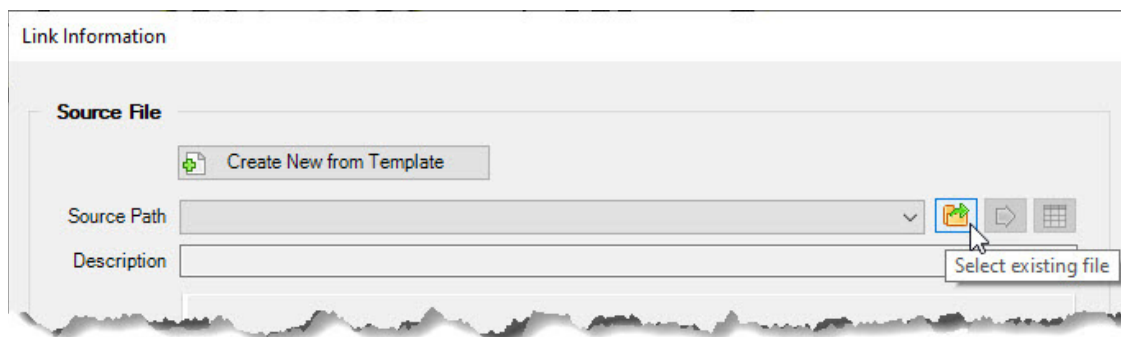 Link Information
Source File
Create New from Template
Source Path
Description
Select existing file